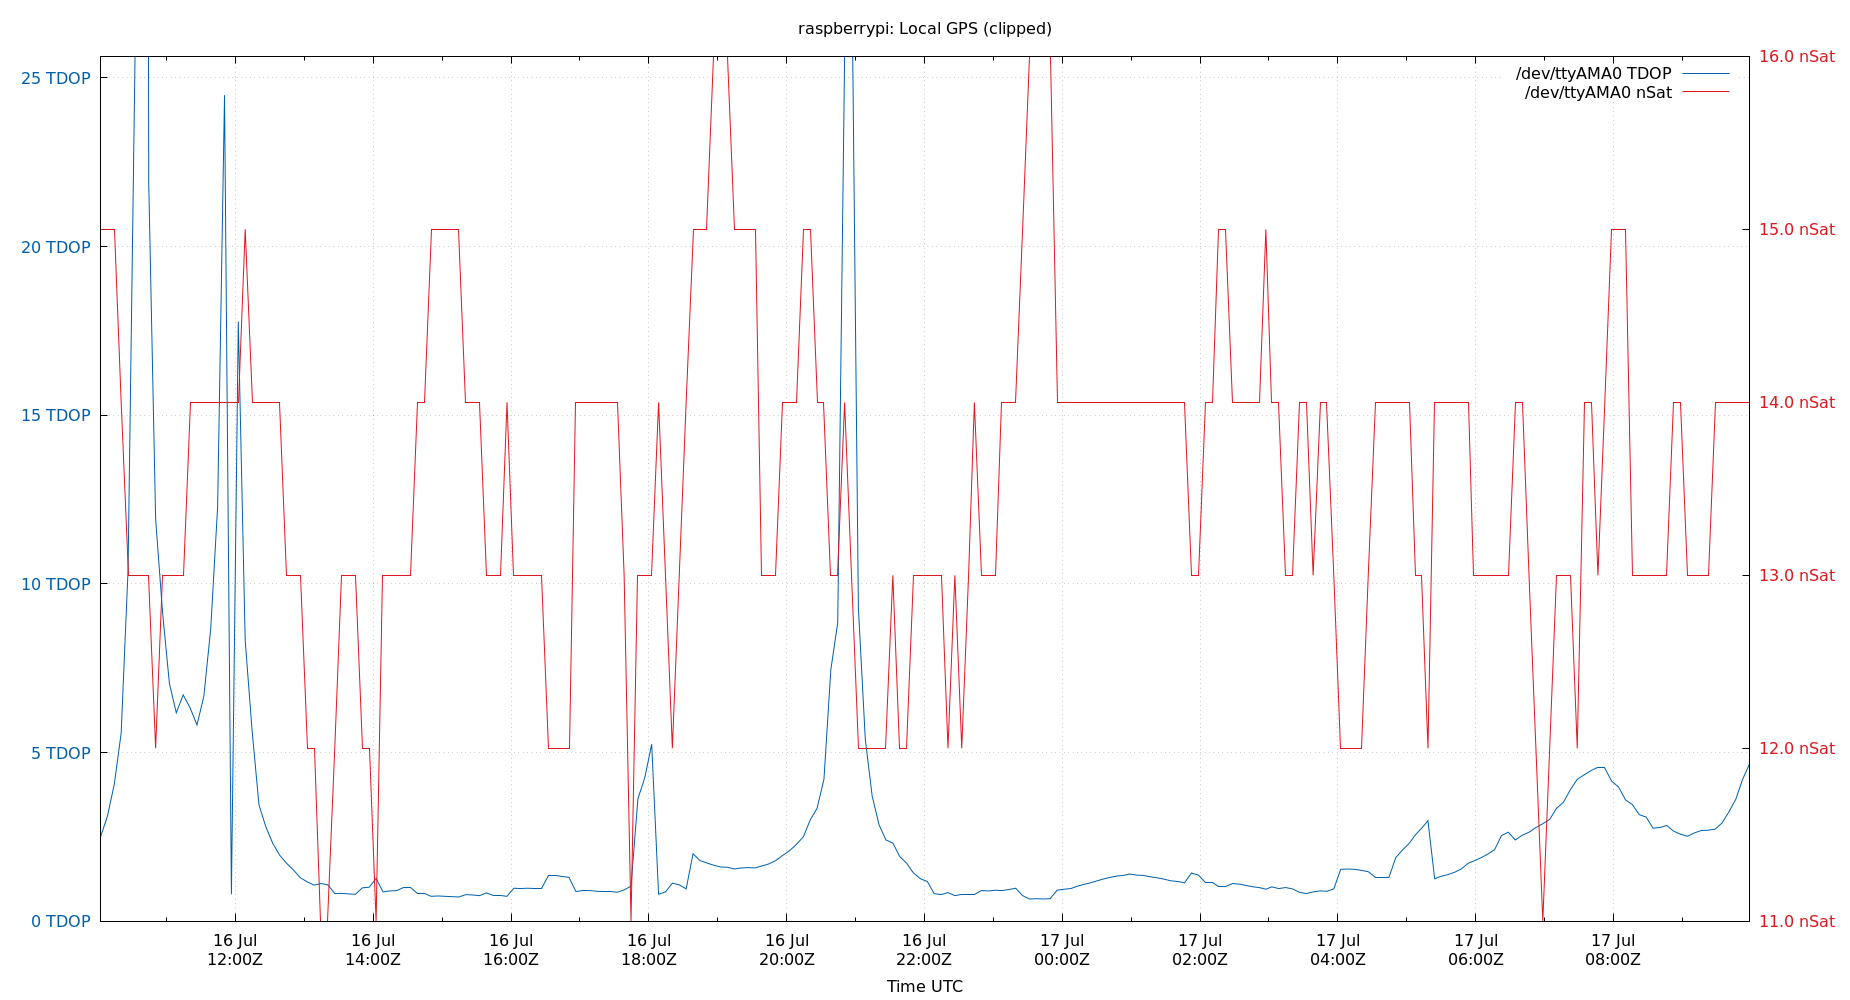 raspberrypi: Local GPS (clipped)
/dev/ttyAMA0 TDOP
/dev/ttyAMA0 nSat
25 TDOP
20 TDOP
15 TDOP
10 TDOP
5 TDOP
0 TDOP
16.0 nSat
15.0 nSat
14.0 nSat
13.0 nSat
12.0 nSat
11.0 nSat
16 Jul 16 Jul 16 Jul 16 Jul 16 Jul 16 Jul 17 Jul 17 Jul 17 Jul 17 Jul 17 Jul
12:00Z 14:00Z 16:00Z 18:00Z 20:00Z 22:00Z 00:00Z 02:00Z 04:00Z 06:00Z 08:00Z
Time UTC